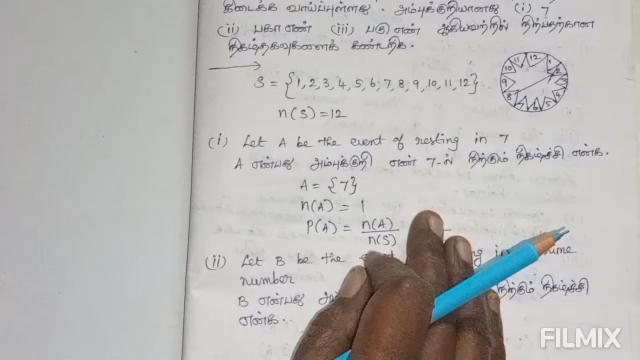 கிடைக்க வாய்ப்புள்ளது. அம்புக்குறியானது (i) 7
(ii) பகா எண் (iii) பகு எண் ஆகியவற்றில் நிற்பதற்கான
நிகழ்தகவுகளைக் கண்டறிக.
S = {1, 2, 3, 4, 5, 6, 7, 8, 9, 10, 11, 12}
n(S) = 12
(i) Let A be the event of resting in 7
A என்பது அம்புக்குறி எண் 7-ல் நிற்கும் நிகழ்ச்சி என்க.
A = {7}
n(A) = 1
P(A) = n(A)
n(S)
(ii) Let B be the
number
B என்பது
நிற்கும் நிகழ்ச்சி
என்க.
FILMIX